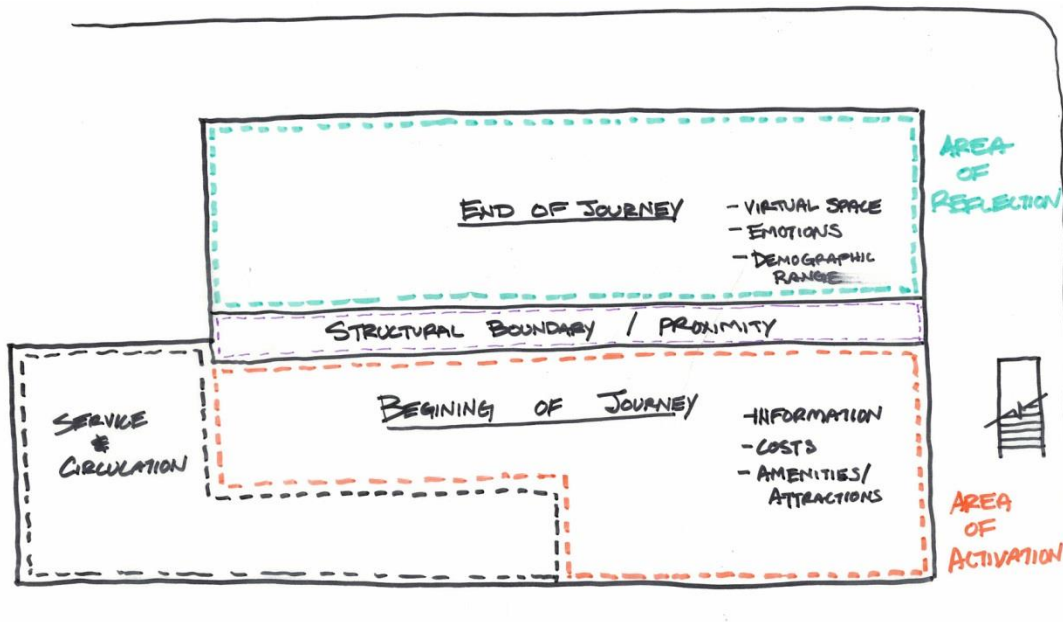 AREA
OF
REFLECTION
END OF JOURNEY
- VIRTUAL SPACE
- EMOTIONS
- DEMOGRAPHIC
RANGE
STRUCTURAL BOUNDARY / PROXIMITY
SERVICE
&
CIRCULATION
BEGINING OF JOURNEY
-INFORMATION
- COSTS
- AMENITIES/
ATTRACTIONS
AREA
OF
ACTIVATION